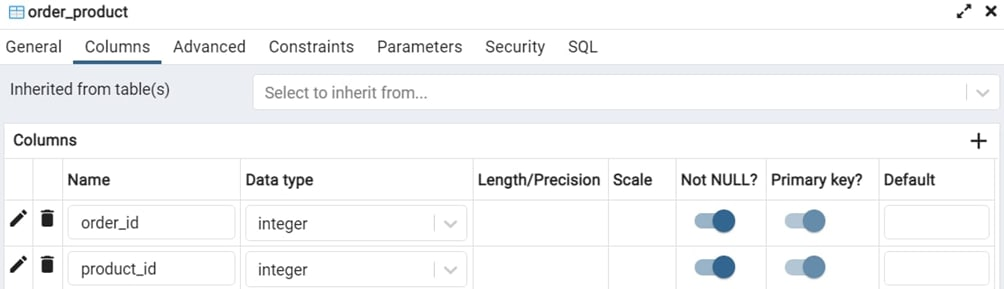 order_product
General Columns Advanced Constraints Parameters Security SQL
Inherited from table(s) Select to inherit from...
Columns
Name Data type Length/Precision Scale Not NULL? Primary key? Default
order_id integer
product_id integer